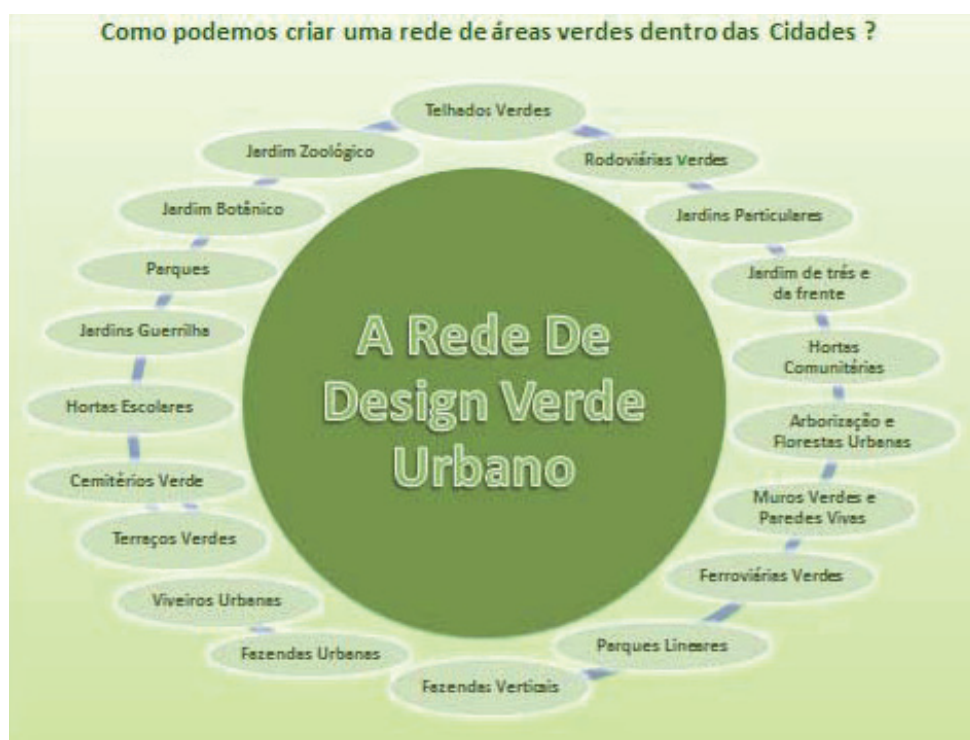 Como podemos criar uma rede de áreas verdes dentro das Cidades ?
Telhados Verdes
Rodoviárias Verdes
Jardins Particulares
Jardim de trés e
da frente
Hortas
Comunitárias
Arborização e
Florestas Urbanas
Muros Verdes e
Paredes Vivas
Ferroviárias Verdes
Parques Lineares
Fazendas Verticais
Fazendas Urbanas
Viveiros Urbanas
Terraços Verdes
Cemitérios Verde
Hortas Escolares
Jardins Guerrilha
Parques
Jardim Botânico
Jardim Zoológico
A Rede De
Design Verde
Urbano